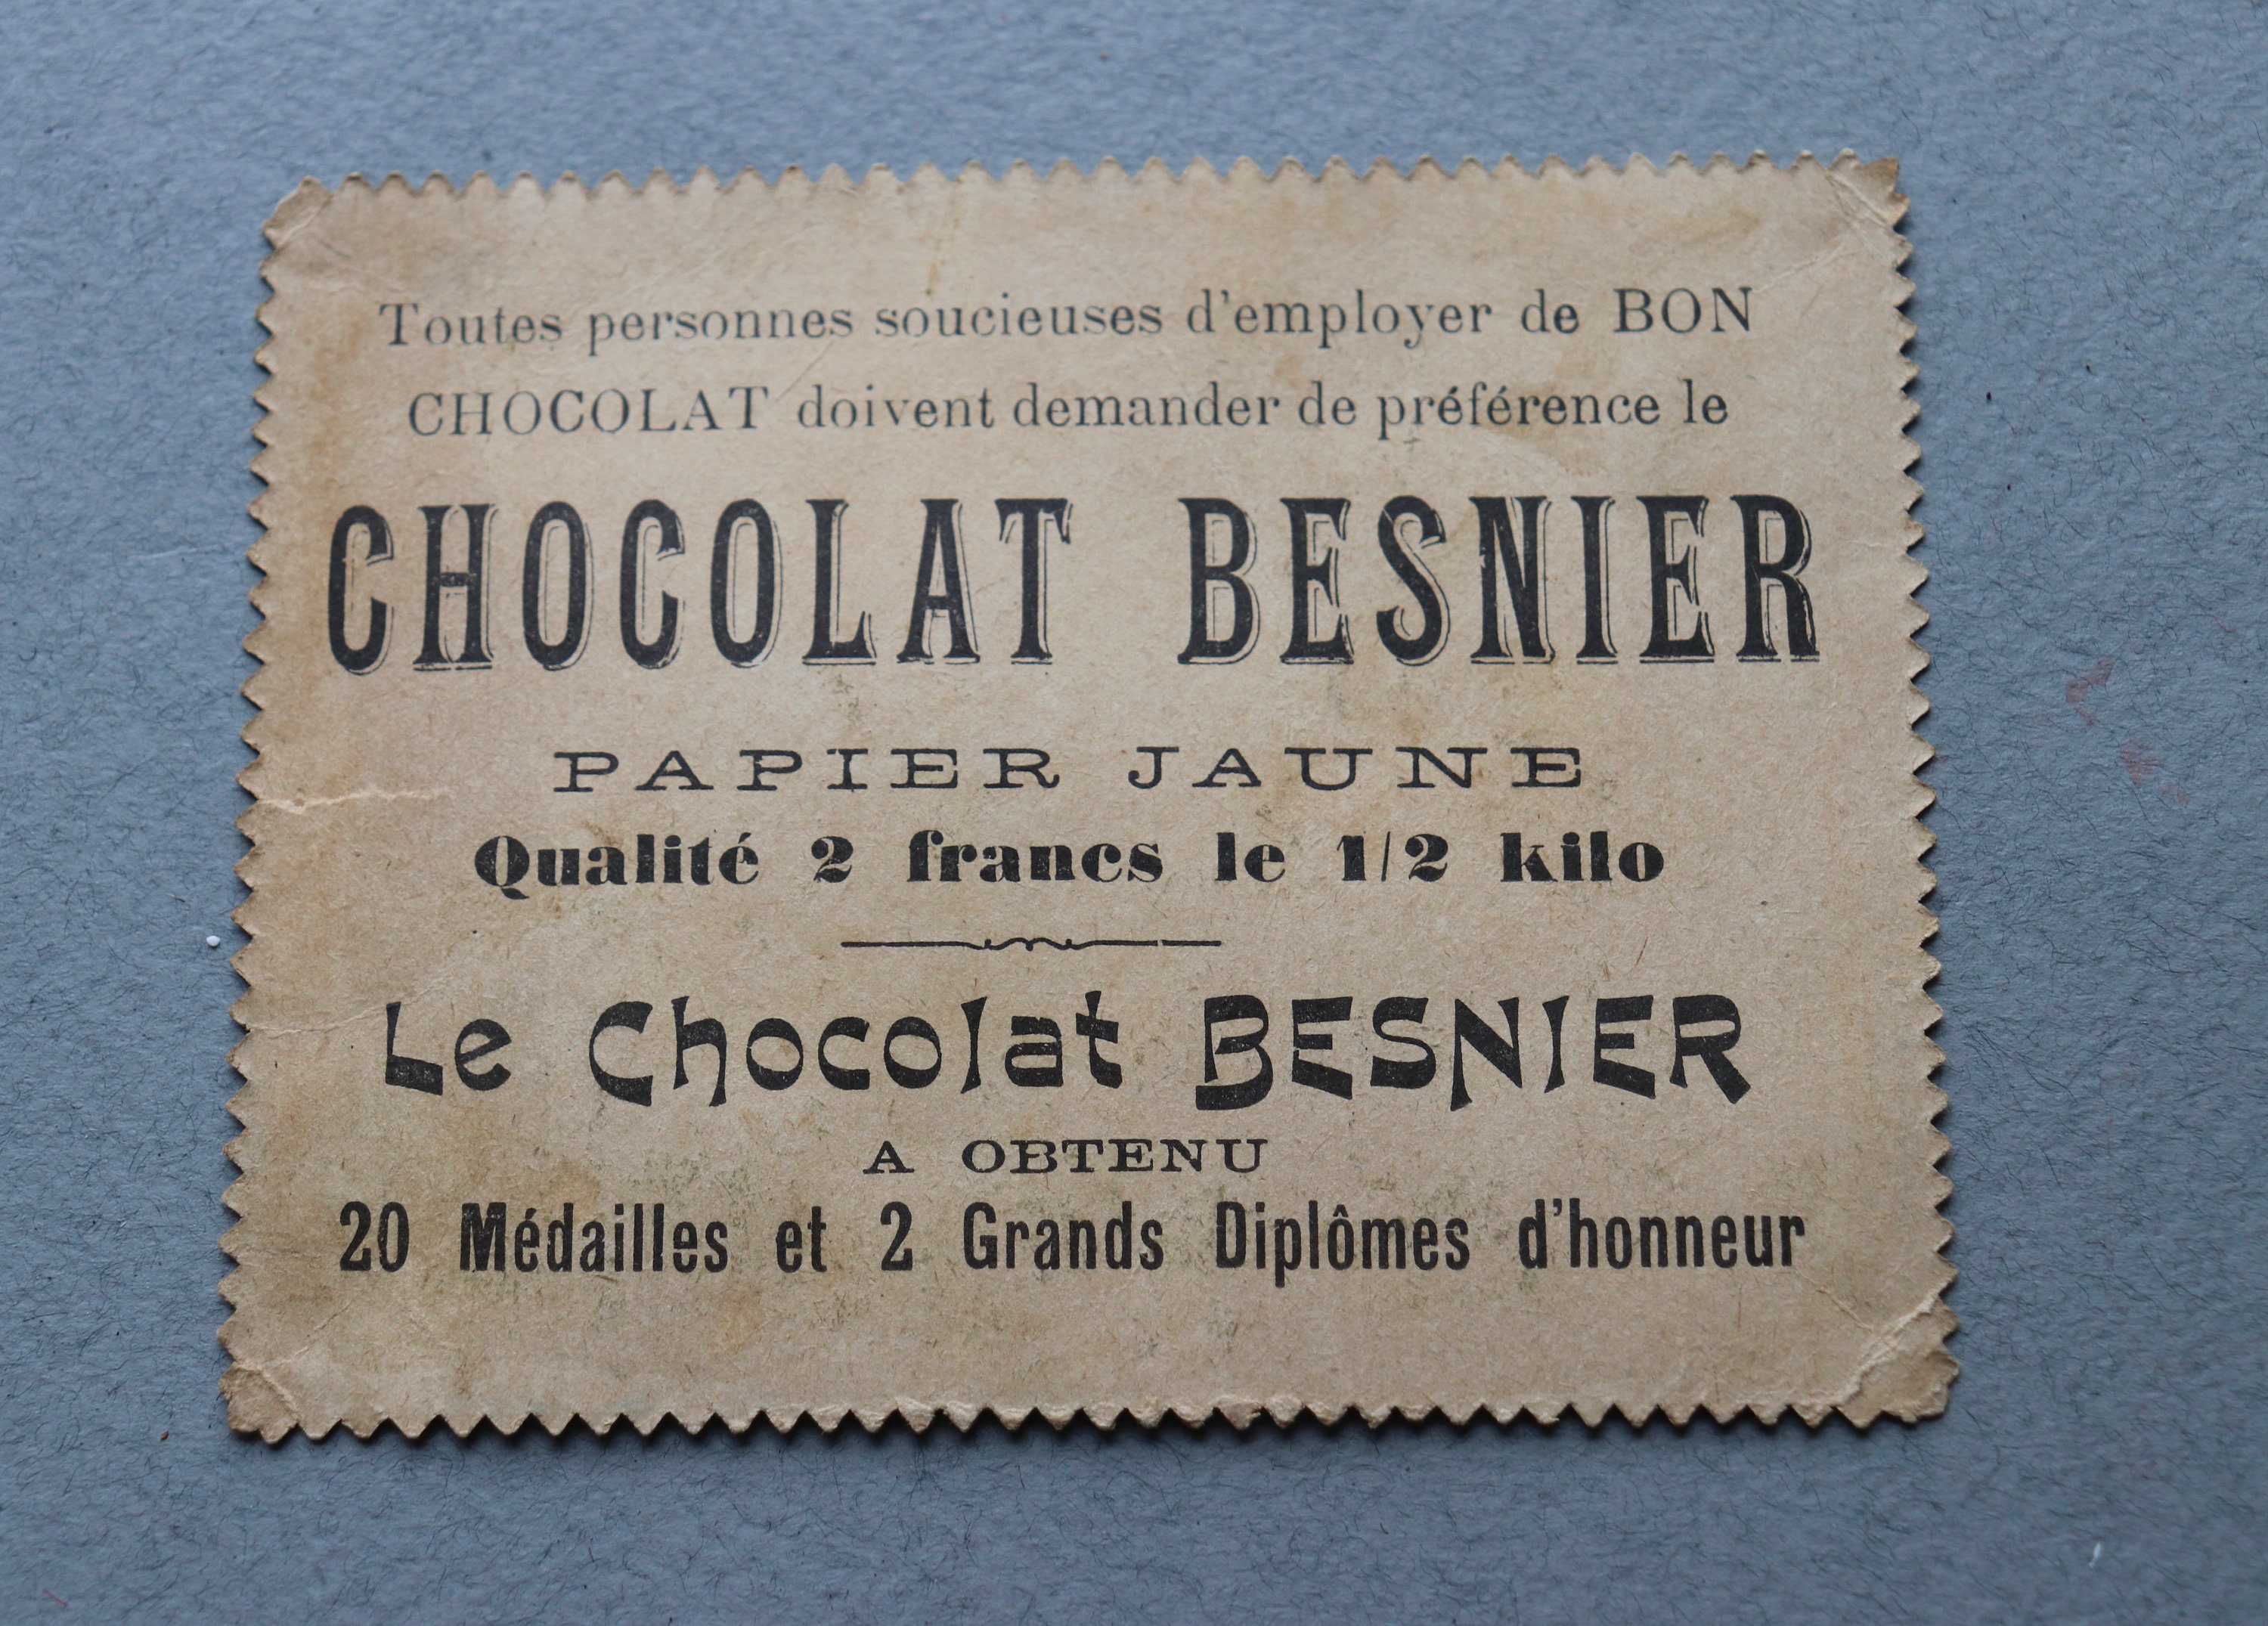 Toutes personnes soucieuses d'employer de BON
CHOCOLAT doivent demander de préférence le
CHOCOLAT BESNIER
PAPIER JAUNE
Qualité 2 francs le 1/2 kilo
Le Chocolat BESNIER
A OBTENU
20 Médailles et 2 Grands Diplômes d'honneur